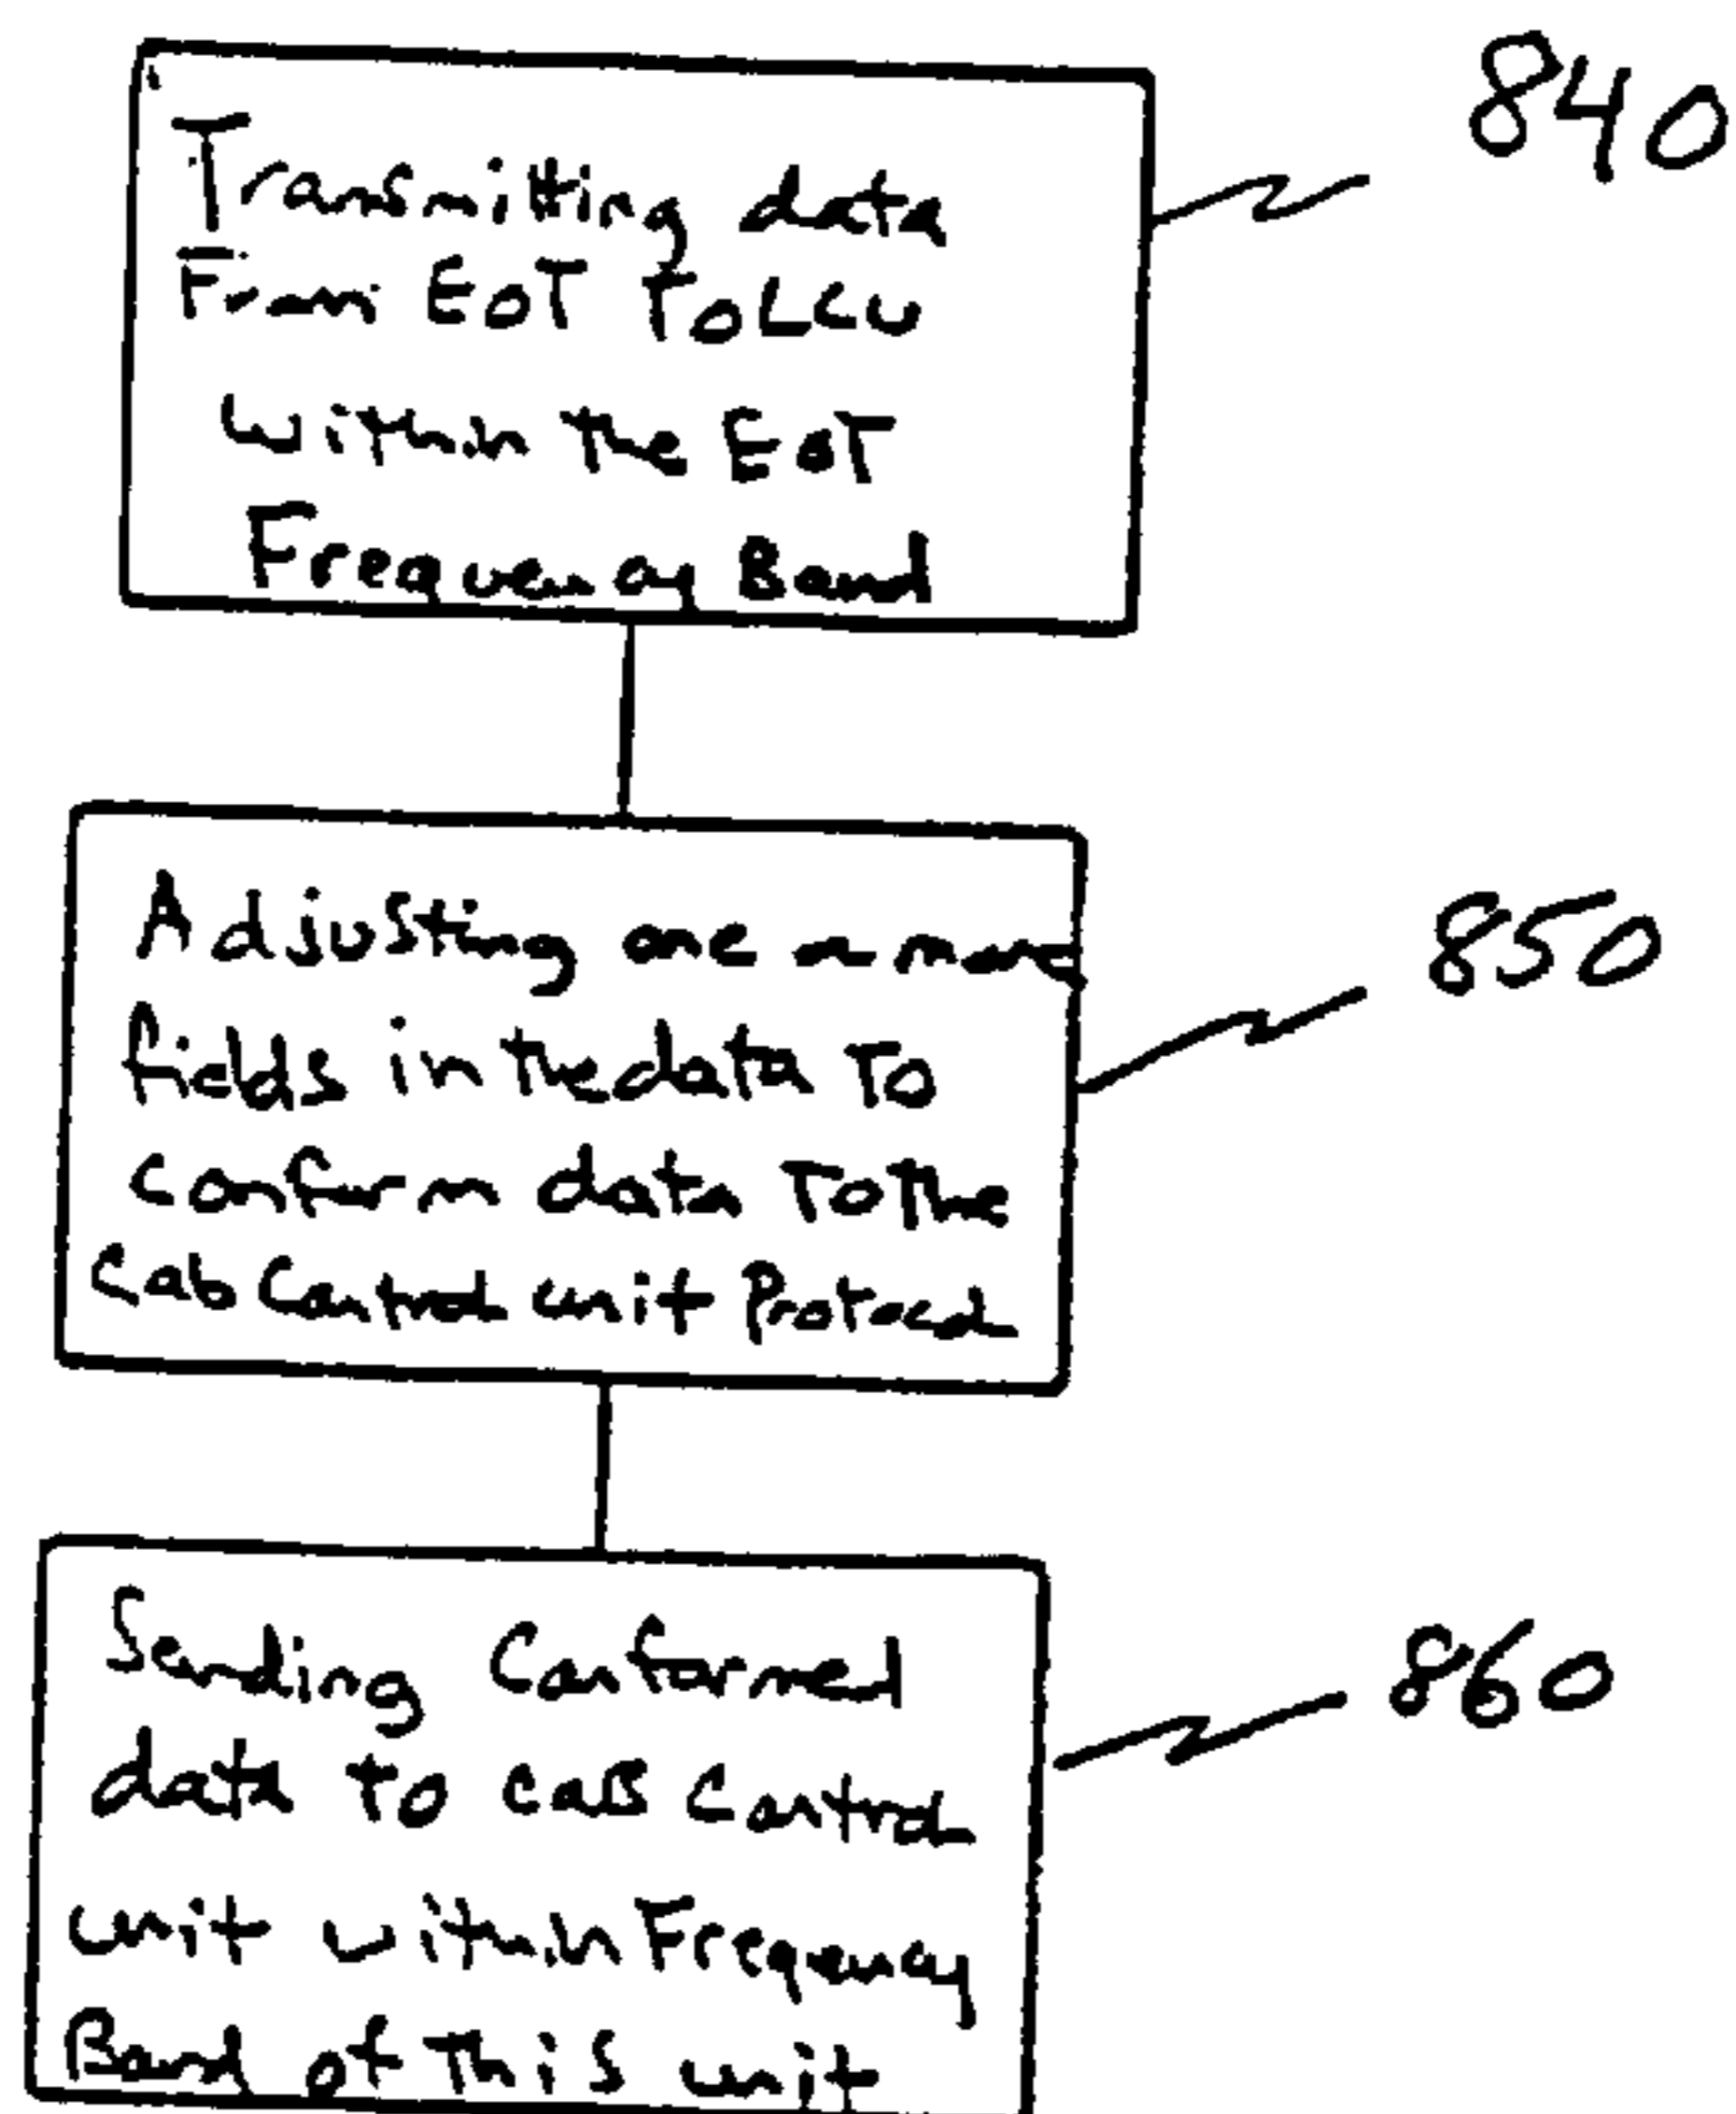 Transmitting data
840
From EOT To LCU
within the EOT
Frequency Band
Adjusting one or more
850
fields in the data To
conform data To The
Cab Control unit Protocol
Sending Conformed
860
data to CaB Control
unit within Frequency
Band of This unit